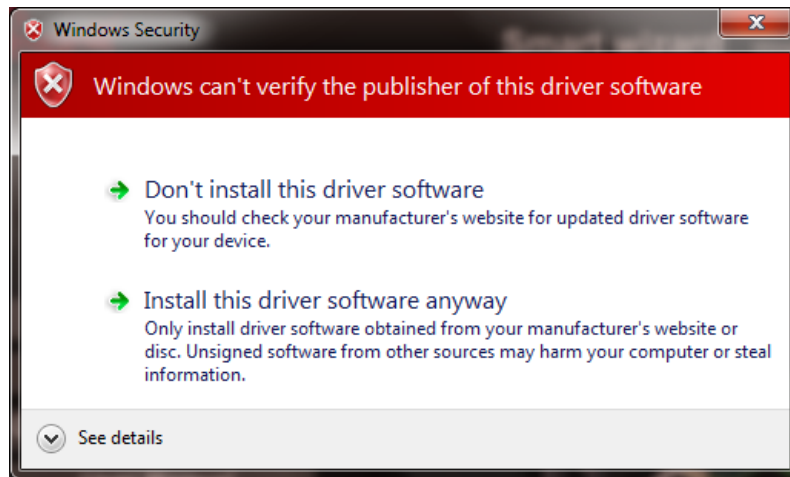 Windows Security
Windows can't verify the publisher of this driver software
Don't install this driver software
You should check your manufacturer's website for updated driver software
for your device.
Install this driver software anyway
Only install driver software obtained from your manufacturer's website or
disc. Unsigned software from other sources may harm your computer or steal
information.
See details